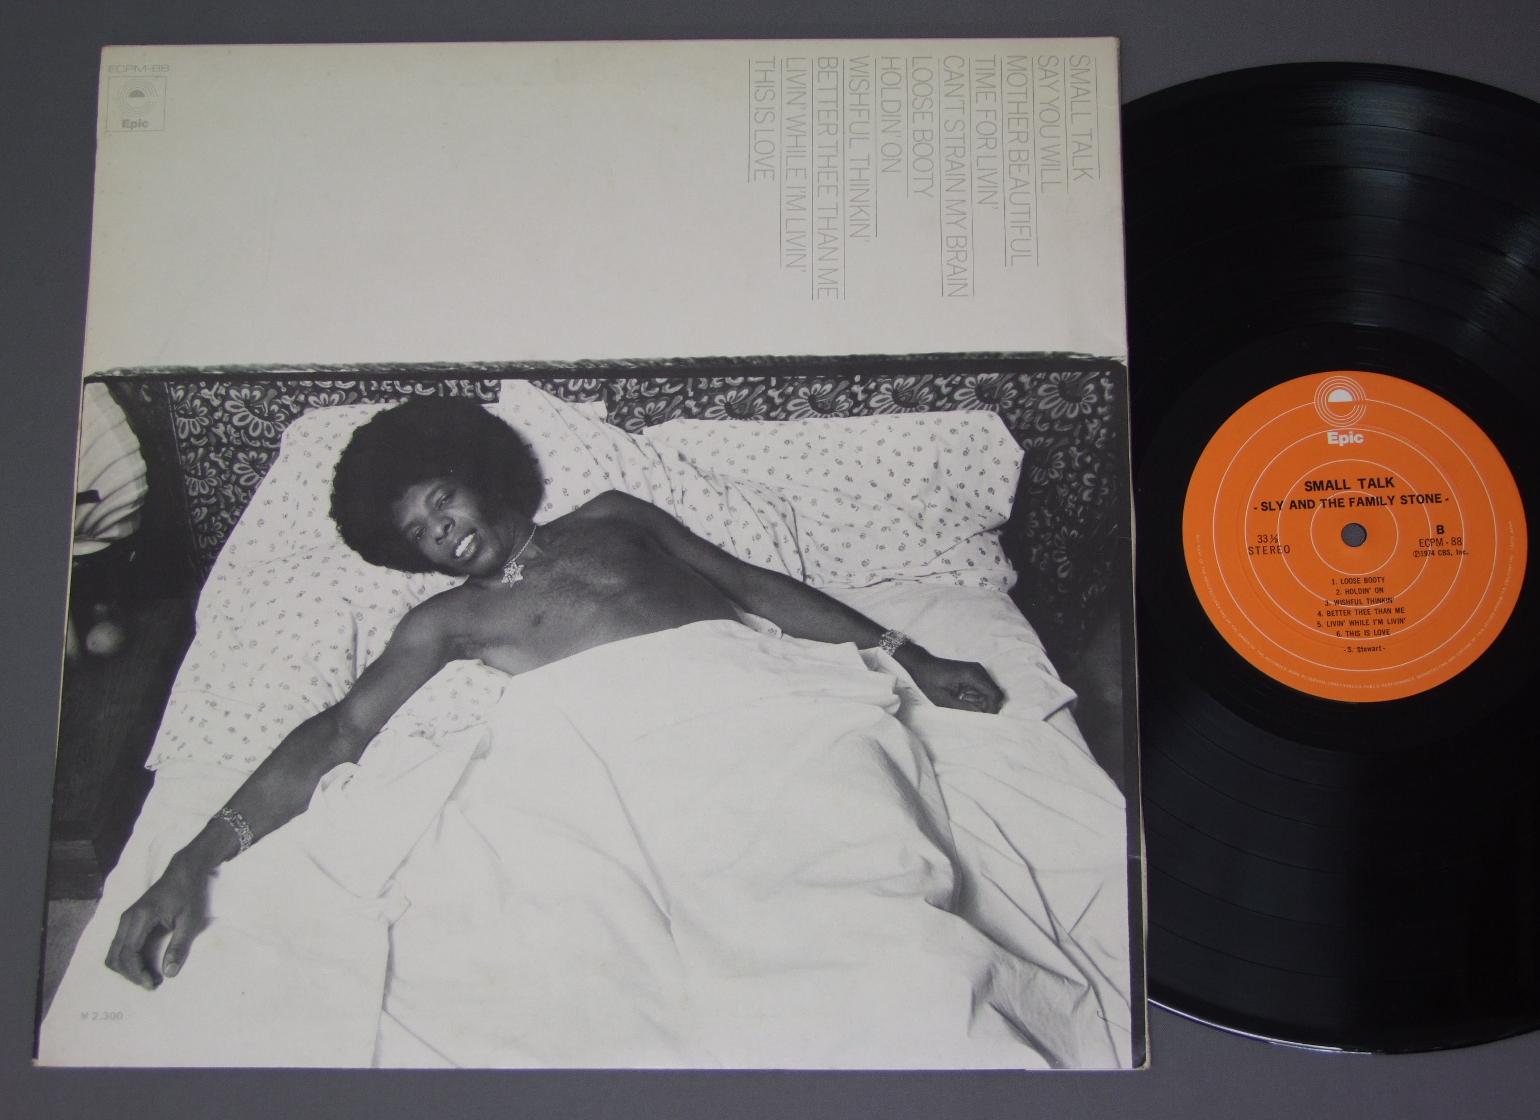 ECPM-88
Epic
SMALL TALK
SAY YOU WILL
MOTHER BEAUTIFUL
TIME FOR LIVIN'
CAN'T STRAIN MY BRAIN
LOOSE BOOTY
HOLDIN' ON
WISHFUL THINKIN'
BETTER THEE THAN ME
LIVIN' WHILE I'M LIVIN'
THIS IS LOVE
¥2,300
Epic
SMALL TALK
- SLY AND THE FAMILY STONE -
33⅓
STEREO
B
ECPM-88
Ⓟ1974 CBS, Inc.
1. LOOSE BOOTY
2. HOLDIN' ON
3. WISHFUL THINKIN'
4. BETTER THEE THAN ME
5. LIVIN' WHILE I'M LIVIN'
6. THIS IS LOVE
-S. Stewart-